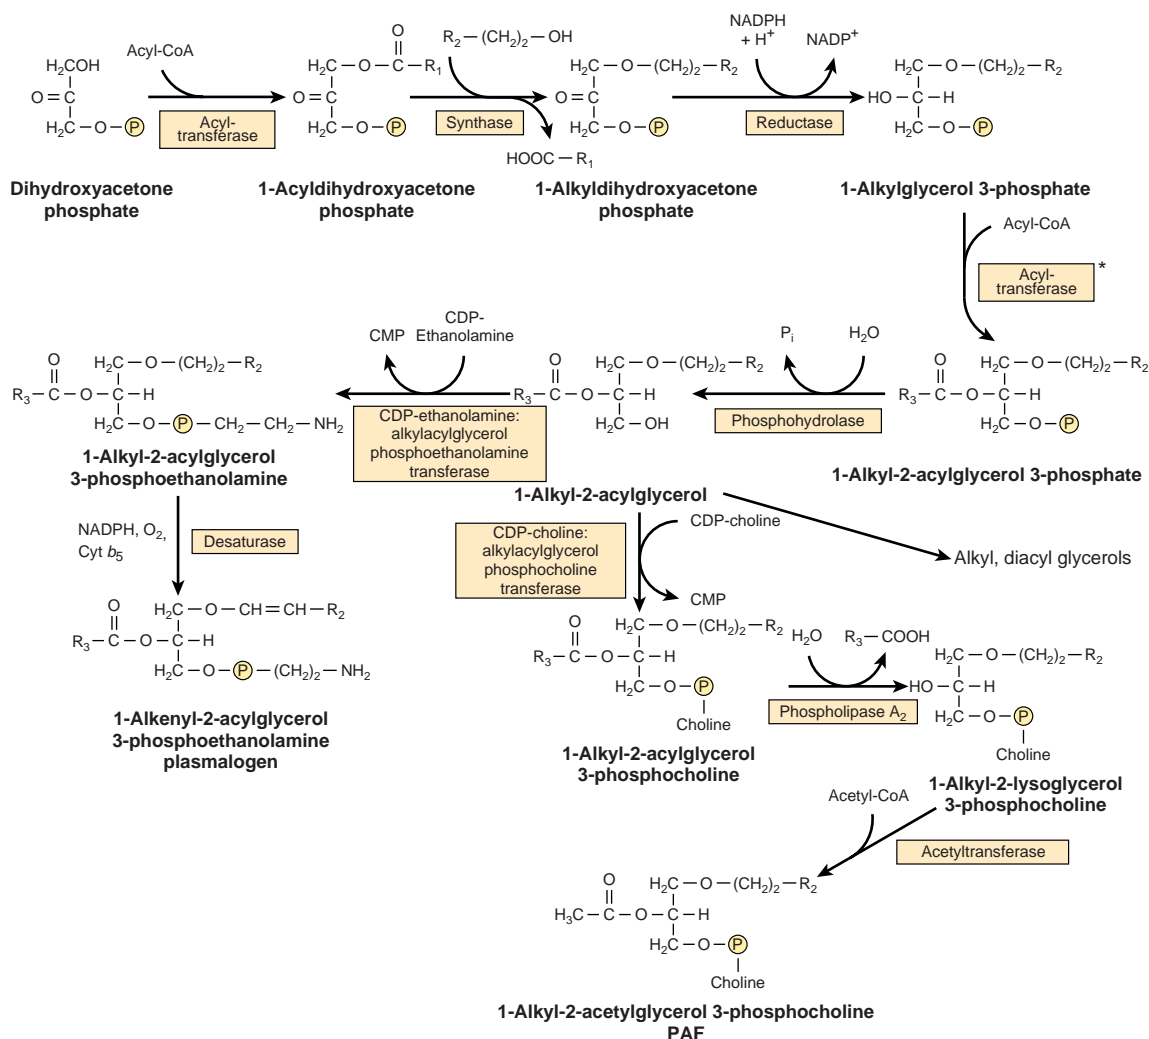 Acyl-CoA
H₂COH
O=C
H₂C—O—P
Acyl-
transferase
Dihydroxyacetone
phosphate
O
H₂C—O—C—R₁
O=C
H₂C—O—P
1-Acyldihydroxyacetone
phosphate
R₂—(CH₂)₂—OH
Synthase
HOOC—R₁
H₂C—O—(CH₂)₂—R₂
O=C
H₂C—O—P
1-Alkyldihydroxyacetone
phosphate
NADPH
+ H⁺
NADP⁺
Reductase
H₂C—O—(CH₂)₂—R₂
HO—C—H
H₂C—O—P
1-Alkylglycerol 3-phosphate
Acyl-CoA
Acyl-
transferase
*
O
H₂C—O—(CH₂)₂—R₂
R₃—C—O—C—H
H₂C—O—P
1-Alkyl-2-acylglycerol 3-phosphate
Pᵢ
H₂O
Phosphohydrolase
O
H₂C—O—(CH₂)₂—R₂
R₃—C—O—C—H
H₂C—OH
1-Alkyl-2-acylglycerol
CDP-
Ethanolamine
CMP
CDP-ethanolamine:
alkylacylglycerol
phosphoethanolamine
transferase
O
H₂C—O—(CH₂)₂—R₂
R₃—C—O—C—H
H₂C—O—P—CH₂—CH₂—NH₂
1-Alkyl-2-acylglycerol
3-phosphoethanolamine
NADPH, O₂,
Cyt b₅
Desaturase
O
H₂C—O—CH=CH—R₂
R₃—C—O—C—H
H₂C—O—P—(CH₂)₂—NH₂
1-Alkenyl-2-acylglycerol
3-phosphoethanolamine
plasmalogen
CDP-choline:
alkylacylglycerol
phosphocholine
transferase
CDP-choline
CMP
Alkyl, diacyl glycerols
O
H₂C—O—(CH₂)₂—R₂
R₃—C—O—C—H
H₂C—O—P
Choline
1-Alkyl-2-acylglycerol
3-phosphocholine
H₂O
R₃—COOH
Phospholipase A₂
H₂C—O—(CH₂)₂—R₂
HO—C—H
H₂C—O—P
Choline
1-Alkyl-2-lysoglycerol
3-phosphocholine
Acetyl-CoA
Acetyltransferase
O
H₂C—O—(CH₂)₂—R₂
H₃C—C—O—C—H
H₂C—O—P
Choline
1-Alkyl-2-acetylglycerol 3-phosphocholine
PAF